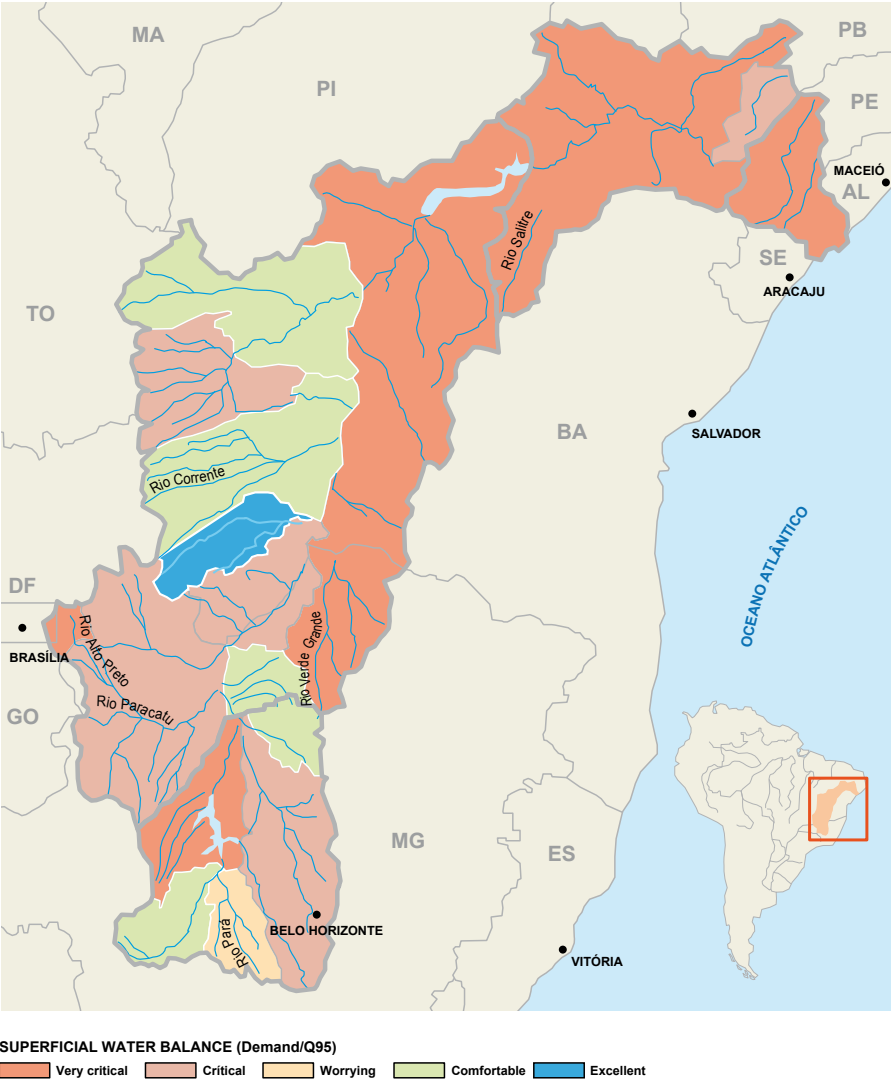 MA
PB
PI
PE
MACEIÓ
AL
Rio Salitre
SE
ARACAJU
TO
BA
SALVADOR
Rio Corrente
OCEANO ATLÂNTICO
DF
BRASÍLIA
Rio Alto Preto
Rio Verde Grande
Rio Paracatu
GO
MG
ES
BELO HORIZONTE
Rio Pará
VITÓRIA
SUPERFICIAL WATER BALANCE (Demand/Q95)
Very critical Crítical Worrying Comfortable Excellent